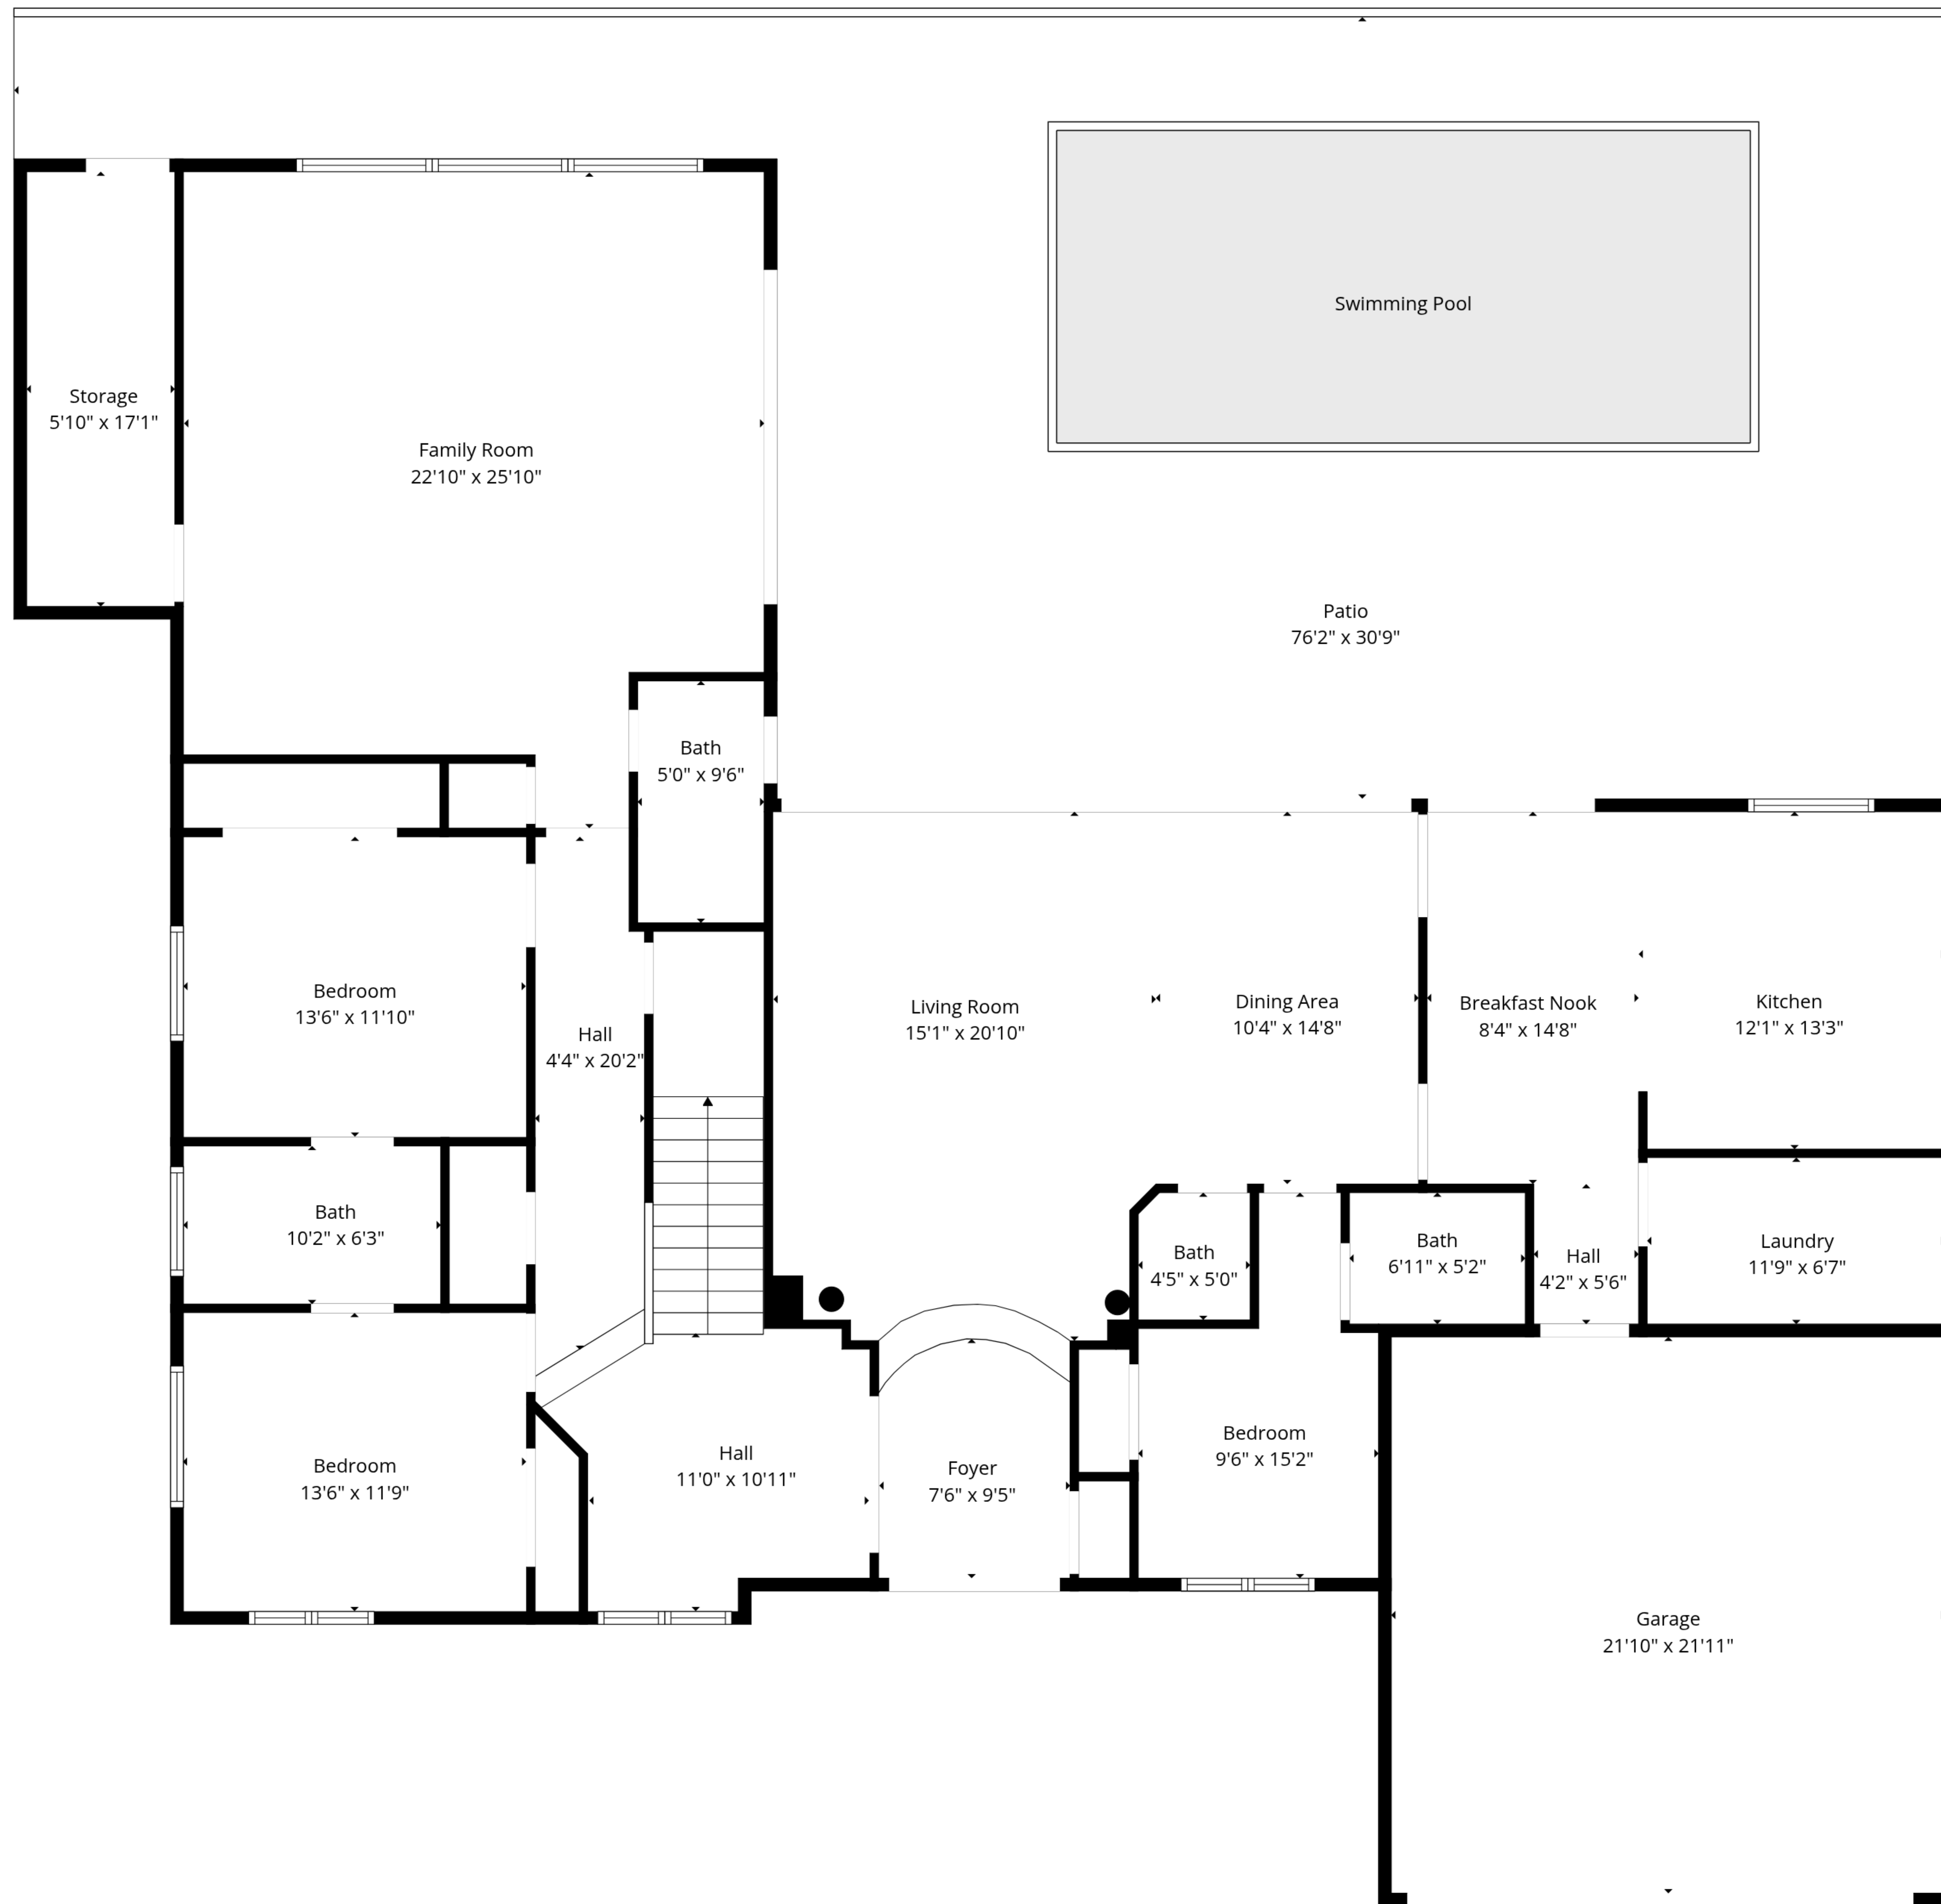 Swimming Pool
Storage
5'10" x 17'1"
Family Room
22'10" x 25'10"
Patio
76'2" x 30'9"
Bath
5'0" x 9'6"
Bedroom
13'6" x 11'10"
Hall
4'4" x 20'2"
Living Room
15'1" x 20'10"
Dining Area
10'4" x 14'8"
Breakfast Nook
8'4" x 14'8"
Kitchen
12'1" x 13'3"
Bath
10'2" x 6'3"
Bath
4'5" x 5'0"
Bath
6'11" x 5'2"
Hall
4'2" x 5'6"
Laundry
11'9" x 6'7"
Bedroom
13'6" x 11'9"
Hall
11'0" x 10'11"
Foyer
7'6" x 9'5"
Bedroom
9'6" x 15'2"
Garage
21'10" x 21'11"